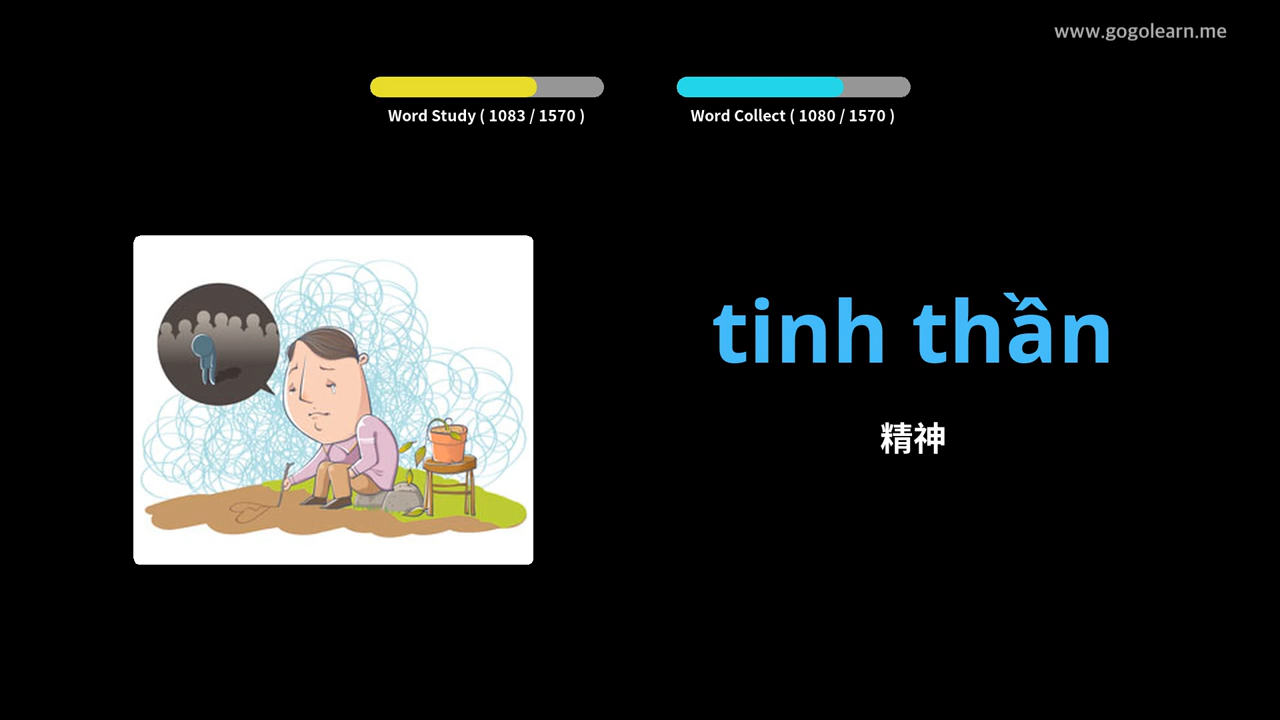 www.gogolearn.me
Word Study ( 1083 / 1570 )
Word Collect ( 1080 / 1570 )
tinh thần
精神